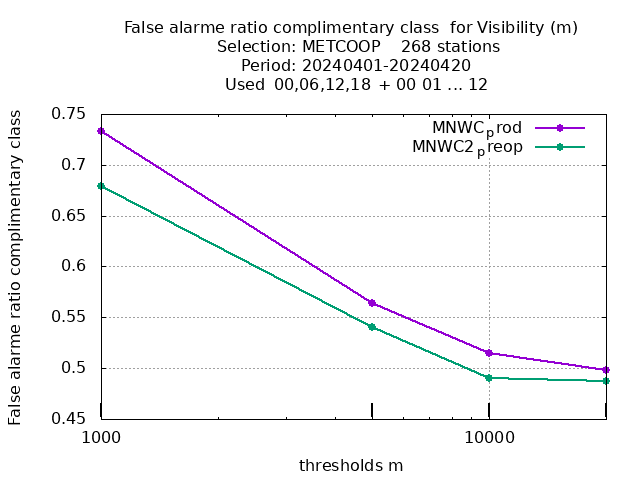 False alarme ratio complimentary class  for Visibility (m)
Selection: METCOOP    268 stations
Period: 20240401-20240420
Used  00,06,12,18 + 00 01 ... 12
False alarme ratio complimentary class
0.75
0.7
0.65
0.6
0.55
0.5
0.45
MNWCprod
MNWC2preop
1000
10000
thresholds m